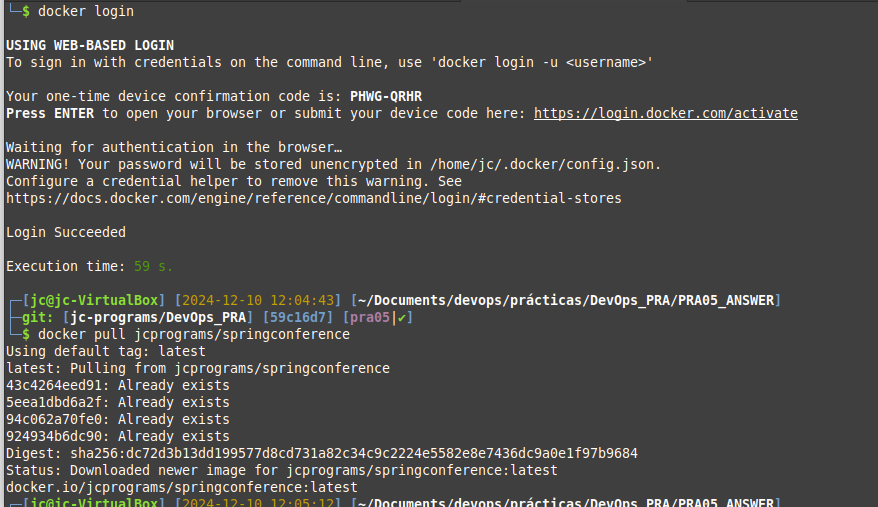 └─$ docker login
USING WEB-BASED LOGIN
To sign in with credentials on the command line, use 'docker login -u <username>'
Your one-time device confirmation code is: PHWG-QRHR
Press ENTER to open your browser or submit your device code here: https://login.docker.com/activate
Waiting for authentication in the browser…
WARNING! Your password will be stored unencrypted in /home/jc/.docker/config.json.
Configure a credential helper to remove this warning. See
https://docs.docker.com/engine/reference/commandline/login/#credential-stores
Login Succeeded
Execution time: 59 s.
┌─[jc@jc-VirtualBox] [2024-12-10 12:04:43] [~/Documents/devops/prácticas/DevOps_PRA/PRA05_ANSWER]
├─git: [jc-programs/DevOps_PRA] [59c16d7] [pra05|✔]
└─$ docker pull jcprograms/springconference
Using default tag: latest
latest: Pulling from jcprograms/springconference
43c4264eed91: Already exists
5eea1dbd6a2f: Already exists
94c062a70fe0: Already exists
924934b6dc90: Already exists
Digest: sha256:dc72d3b13dd199577d8cd731a82c34c9c2224e5582e8e7436dc9a0e1f97b9684
Status: Downloaded newer image for jcprograms/springconference:latest
docker.io/jcprograms/springconference:latest
┌─[jc@jc-VirtualBox] [2024-12-10 12:05:12] [~/Documents/devops/prácticas/DevOps_PRA/PRA05_ANSWER]